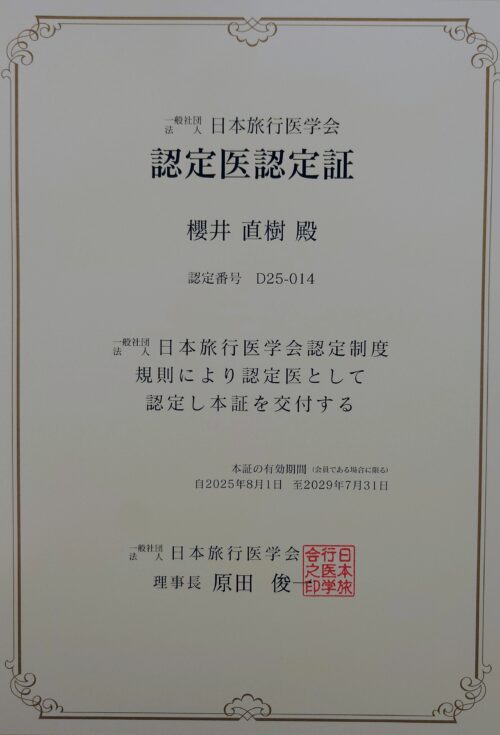 一般社団法人 日本旅行医学会
認定医認定証
櫻井 直樹 殿
認定番号 D25-014
一般社団法人 日本旅行医学会認定制度
規則により認定医として
認定し本証を交付する
本証の有効期間（会員である場合に限る）
自2025年8月1日 至2029年7月31日
一般社団法人 日本旅行医学会
理事長 原田 俊一
日本旅行医学会之印